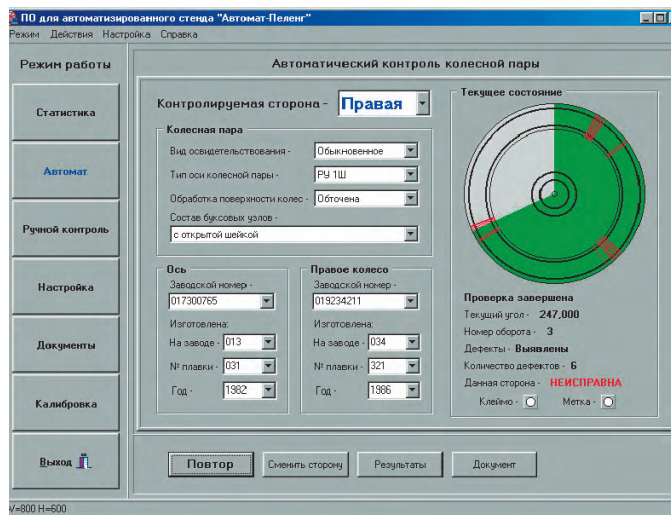 ПО для автоматизированного стенда "Автомат-Пеленг"
Режим Действия Настройка Справка
Режим работы
Статистика
Автомат
Ручной контроль
Настройка
Документы
Калибровка
Выход
Автоматический контроль колесной пары
Контролируемая сторона - Правая
Колесная пара
Вид освидетельствования - Обыкновенное
Тип оси колесной пары - РУ 1Ш
Обработка поверхности колес - Обточена
Состав буксовых узлов -
с открытой шейкой
Ось
Заводской номер -
017300765
Изготовлена:
На заводе - 013
№ плавки - 031
Год - 1982
Правое колесо
Заводской номер -
019234211
Изготовлена:
На заводе - 034
№ плавки - 321
Год - 1986
Текущее состояние
Проверка завершена
Текущий угол - 247,000
Номер оборота - 3
Дефекты - Выявлены
Количество дефектов - 6
Данная сторона - НЕИСПРАВНА
Клеймо - Метка -
Повтор Сменить сторону Результаты Документ
V=800 H=600